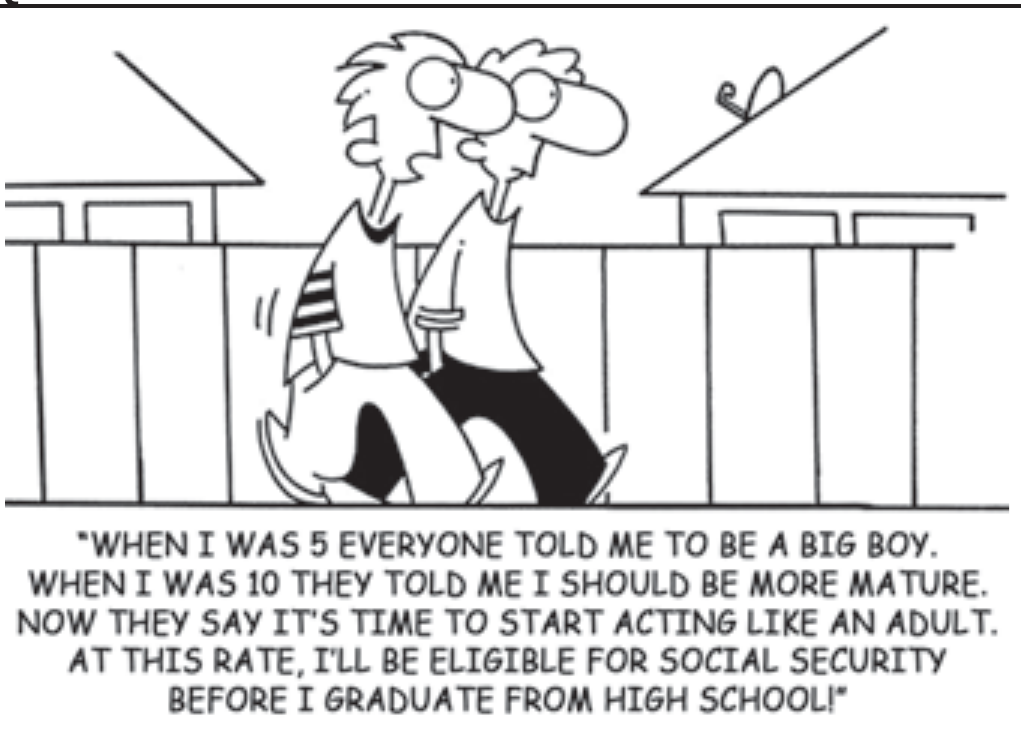 "WHEN I WAS 5 EVERYONE TOLD ME TO BE A BIG BOY.
WHEN I WAS 10 THEY TOLD ME I SHOULD BE MORE MATURE.
NOW THEY SAY IT'S TIME TO START ACTING LIKE AN ADULT.
AT THIS RATE, I'LL BE ELIGIBLE FOR SOCIAL SECURITY
BEFORE I GRADUATE FROM HIGH SCHOOL!"